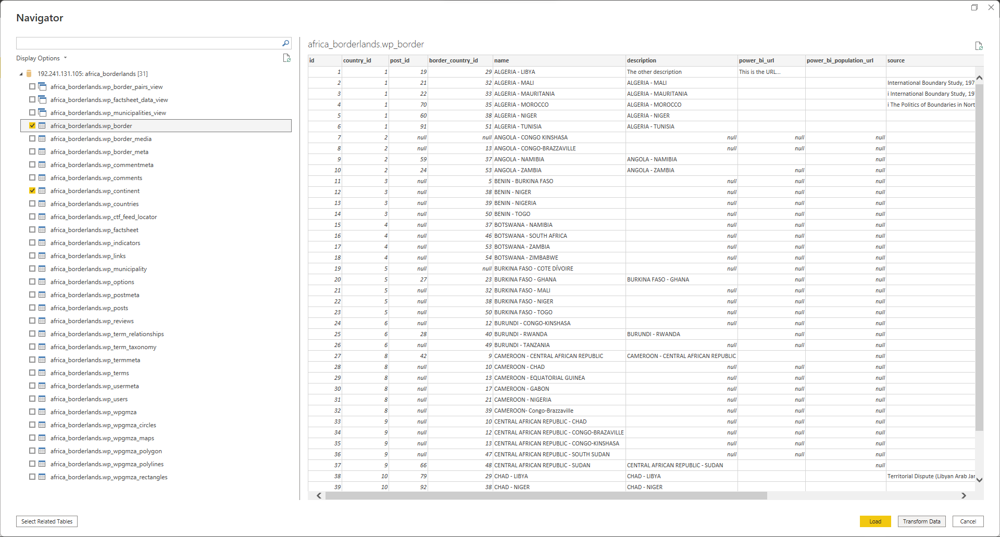 Navigator
Display Options
192.241.131.105: africa_borderlands [31]
africa_borderlands.wp_border_pairs_view
africa_borderlands.wp_factsheet_data_view
africa_borderlands.wp_municipalities_view
africa_borderlands.wp_border
africa_borderlands.wp_border_media
africa_borderlands.wp_border_meta
africa_borderlands.wp_commentmeta
africa_borderlands.wp_comments
africa_borderlands.wp_continent
africa_borderlands.wp_countries
africa_borderlands.wp_ctf_feed_locator
africa_borderlands.wp_factsheet
africa_borderlands.wp_indicators
africa_borderlands.wp_links
africa_borderlands.wp_municipality
africa_borderlands.wp_options
africa_borderlands.wp_postmeta
africa_borderlands.wp_posts
africa_borderlands.wp_reviews
africa_borderlands.wp_term_relationships
africa_borderlands.wp_term_taxonomy
africa_borderlands.wp_termmeta
africa_borderlands.wp_terms
africa_borderlands.wp_usermeta
africa_borderlands.wp_users
africa_borderlands.wp_wpgmza
africa_borderlands.wp_wpgmza_circles
africa_borderlands.wp_wpgmza_maps
africa_borderlands.wp_wpgmza_polygon
africa_borderlands.wp_wpgmza_polylines
africa_borderlands.wp_wpgmza_rectangles
africa_borderlands.wp_border
id country_id post_id border_country_id name description power_bi_url power_bi_population_url source
1 1 19 29 ALGERIA - LIBYA The other description This is the URL...
2 1 21 32 ALGERIA - MALI ALGERIA - MALI International Boundary Study, 197
3 1 22 33 ALGERIA - MAURITANIA ALGERIA - MAURITANIA i International Boundary Study, 19
4 1 70 35 ALGERIA - MOROCCO ALGERIA - MOROCCO i The Politics of Boundaries in Nort
5 1 60 38 ALGERIA - NIGER ALGERIA - NIGER
6 1 91 51 ALGERIA - TUNISIA ALGERIA - TUNISIA
7 2 null null ANGOLA - CONGO KINSHASA null null null
8 2 null 13 ANGOLA - CONGO-BRAZZAVILLE null null null
9 2 59 37 ANGOLA - NAMIBIA ANGOLA - NAMIBIA null
10 2 24 53 ANGOLA - ZAMBIA ANGOLA - ZAMBIA null null
11 3 null 5 BENIN - BURKINA FASO null null null
12 3 null 38 BENIN - NIGER null null null
13 3 null 39 BENIN - NIGERIA null null null
14 3 null 50 BENIN - TOGO null null null
15 4 null 37 BOTSWANA - NAMIBIA null null null
16 4 null 46 BOTSWANA - SOUTH AFRICA null null null
17 4 null 53 BOTSWANA - ZAMBIA null null null
18 4 null 54 BOTSWANA - ZIMBABWE null null null
19 5 null null BURKINA FASO - COTE DÍVOIRE null null null
20 5 27 23 BURKINA FASO - GHANA BURKINA FASO - GHANA null null
21 5 null 32 BURKINA FASO - MALI null null null
22 5 null 38 BURKINA FASO - NIGER null null null
23 5 null 50 BURKINA FASO - TOGO null null null
24 6 null 12 BURUNDI - CONGO-KINSHASA null null null
25 6 28 40 BURUNDI - RWANDA BURUNDI - RWANDA null null
26 6 null 49 BURUNDI - TANZANIA null null null
27 8 42 9 CAMEROON - CENTRAL AFRICAN REPUBLIC CAMEROON - CENTRAL AFRICAN REPUBLIC null
28 8 null 10 CAMEROON - CHAD null null null
29 8 null 13 CAMEROON - EQUATORIAL GUINEA null null null
30 8 null 17 CAMEROON - GABON null null null
31 8 null 21 CAMEROON - NIGERIA null null null
32 8 null 39 CAMEROON- Congo-Brazzaville null null null
33 9 null 10 CENTRAL AFRICAN REPUBLIC - CHAD null null null
34 9 null 12 CENTRAL AFRICAN REPUBLIC - CONGO-BRAZAVILLE null null null
35 9 null 13 CENTRAL AFRICAN REPUBLIC - CONGO-KINSHASA null null null
36 9 null 47 CENTRAL AFRICAN REPUBLIC - SOUTH SUDAN null null null
37 9 66 48 CENTRAL AFRICAN REPUBLIC - SUDAN CENTRAL AFRICAN REPUBLIC - SUDAN null
38 10 79 29 CHAD - LIBYA CHAD - LIBYA Territorial Dispute (Libyan Arab Jar
39 10 92 38 CHAD - NIGER CHAD - NIGER
Select Related Tables
Load
Transform Data
Cancel